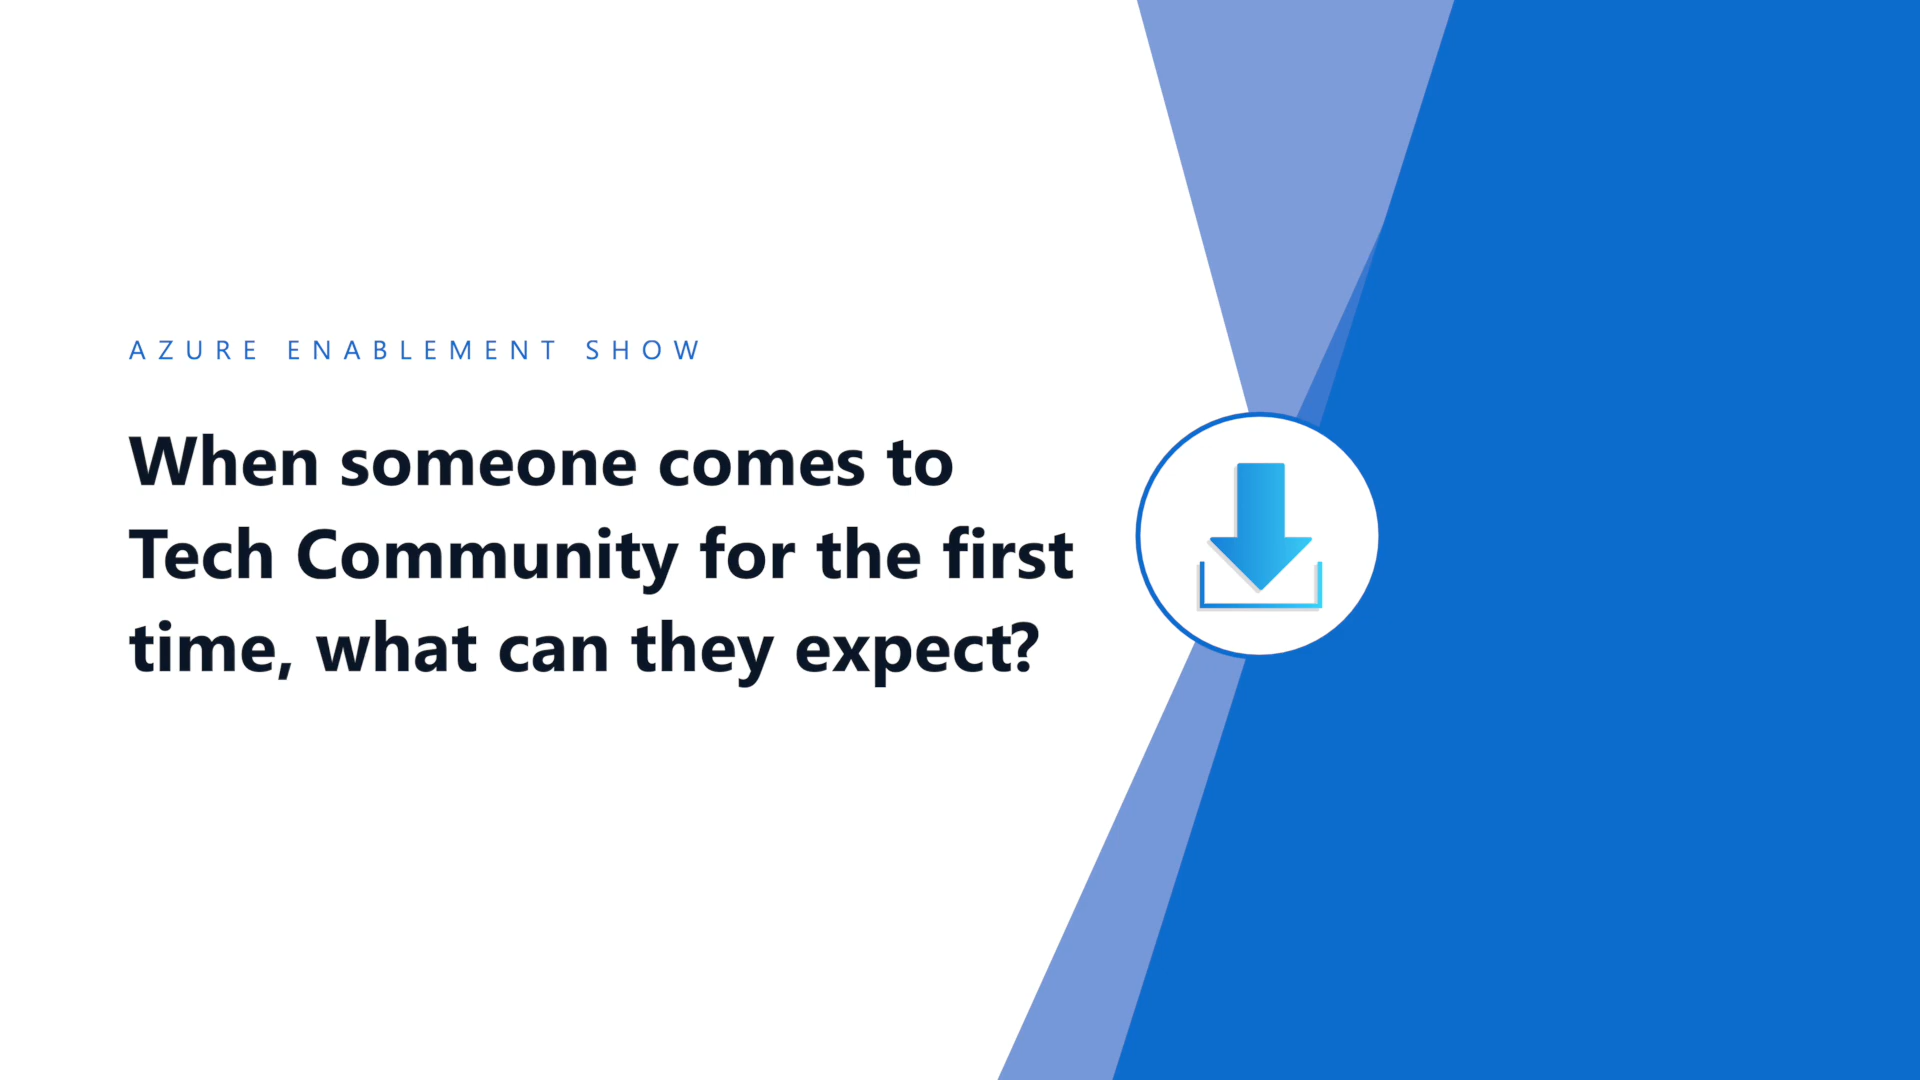 AZURE ENABLEMENT SHOW
When someone comes to
Tech Community for the first
time, what can they expect?